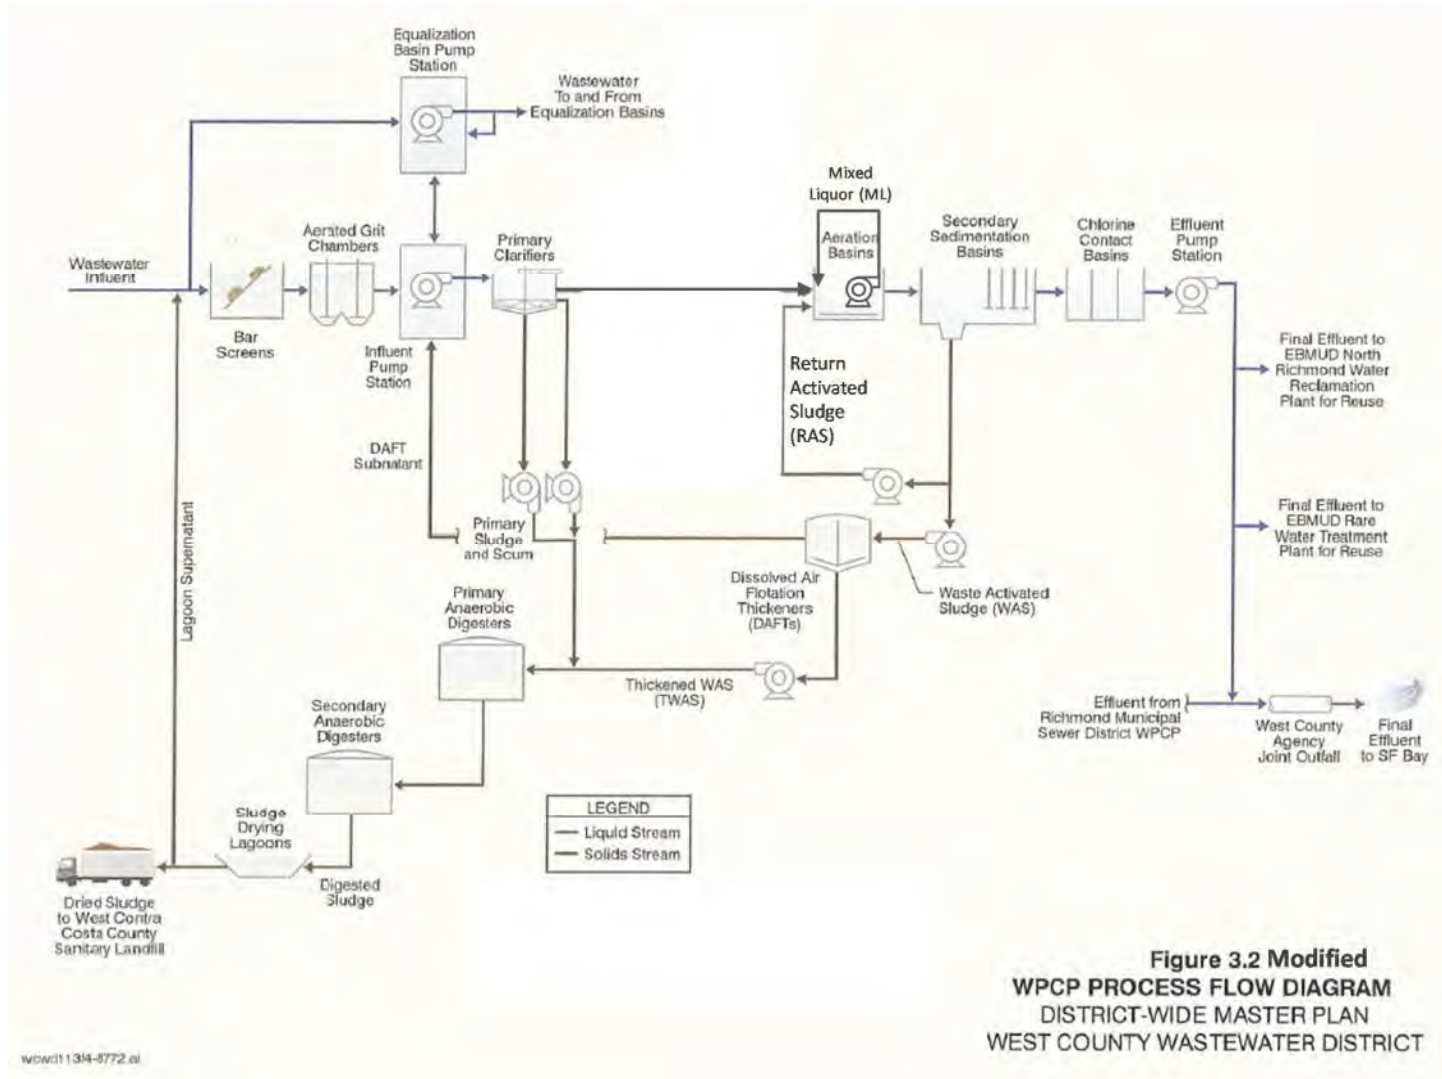 Equalization
Basin Pump
Station
Wastewater
To and From
Equalization Basins
Mixed
Liquor (ML)
Aerated Grit
Chambers
Primary
Clarifiers
Aeration
Basins
Secondary
Sedimentation
Basins
Chlorine
Contact
Basins
Effluent
Pump
Station
Wastewater
Influent
Bar
Screens
Influent
Pump
Station
Return
Activated
Sludge
(RAS)
Final Effluent to
EBMUD North
Richmond Water
Reclamation
Plant for Reuse
DAFT
Subnatant
Lagoon Supernatant
Primary
Sludge
and Scum
Final Effluent to
EBMUD Rare
Water Treatment
Plant for Reuse
Dissolved Air
Flotation
Thickeners
(DAFTs)
Waste Activated
Sludge (WAS)
Primary
Anaerobic
Digesters
Thickened WAS
(TWAS)
Secondary
Anaerobic
Digesters
Effluent from
Richmond Municipal
Sewer District WPCP
West County
Agency
Joint Outfall
Final
Effluent
to SF Bay
Sludge
Drying
Lagoons
LEGEND
Liquid Stream
Solids Stream
Digested
Sludge
Dried Sludge
to West Contra
Costa County
Sanitary Landfill
Figure 3.2 Modified
WPCP PROCESS FLOW DIAGRAM
DISTRICT-WIDE MASTER PLAN
WEST COUNTY WASTEWATER DISTRICT